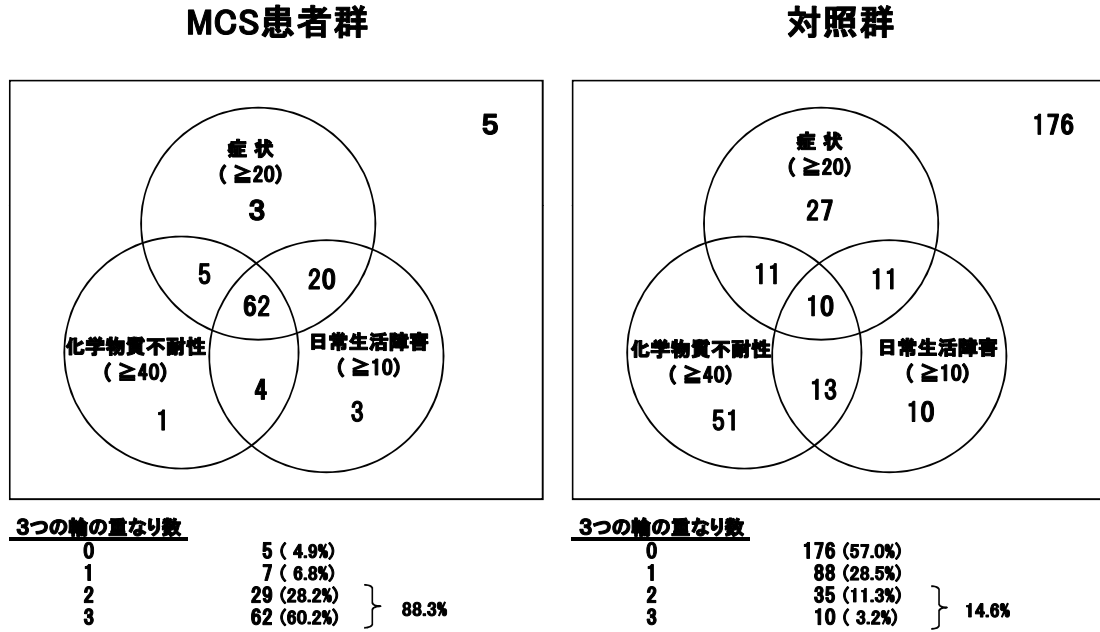 MCS患者群
5
症 状
( ≧20)
3
5
20
62
化学物質不耐性
( ≧40)
日常生活障害
( ≧10)
1
4
3
3つの輪の重なり数
0 5 ( 4.9%)
1 7 ( 6.8%)
2 29 (28.2%)
3 62 (60.2%)
88.3%
対照群
176
症 状
( ≧20)
27
11
11
10
化学物質不耐性
( ≧40)
日常生活障害
( ≧10)
51
13
10
3つの輪の重なり数
0 176 (57.0%)
1 88 (28.5%)
2 35 (11.3%)
3 10 ( 3.2%)
14.6%